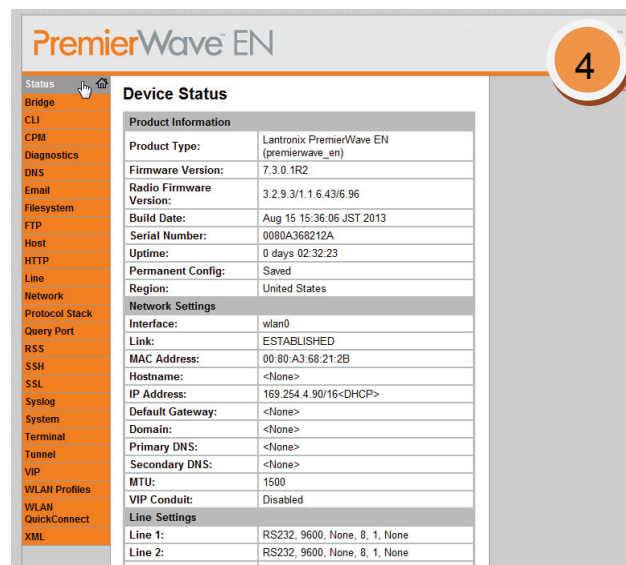 PremierWave™ EN
4
Status
Bridge
CLI
CPM
Diagnostics
DNS
Email
Filesystem
FTP
Host
HTTP
Line
Network
Protocol Stack
Query Port
RSS
SSH
SSL
Syslog
System
Terminal
Tunnel
VIP
WLAN Profiles
WLAN
QuickConnect
XML
Device Status
Product Information
Product Type: Lantronix PremierWave EN
(premierwave_en)
Firmware Version: 7.3.0.1R2
Radio Firmware
Version: 3.2.9.3/1.1.6.43/6.96
Build Date: Aug 15 15:36:06 JST 2013
Serial Number: 0080A368212A
Uptime: 0 days 02:32:23
Permanent Config: Saved
Region: United States
Network Settings
Interface: wlan0
Link: ESTABLISHED
MAC Address: 00:80:A3:68:21:2B
Hostname: <None>
IP Address: 169.254.4.90/16<DHCP>
Default Gateway: <None>
Domain: <None>
Primary DNS: <None>
Secondary DNS: <None>
MTU: 1500
VIP Conduit: Disabled
Line Settings
Line 1: RS232, 9600, None, 8, 1, None
Line 2: RS232, 9600, None, 8, 1, None